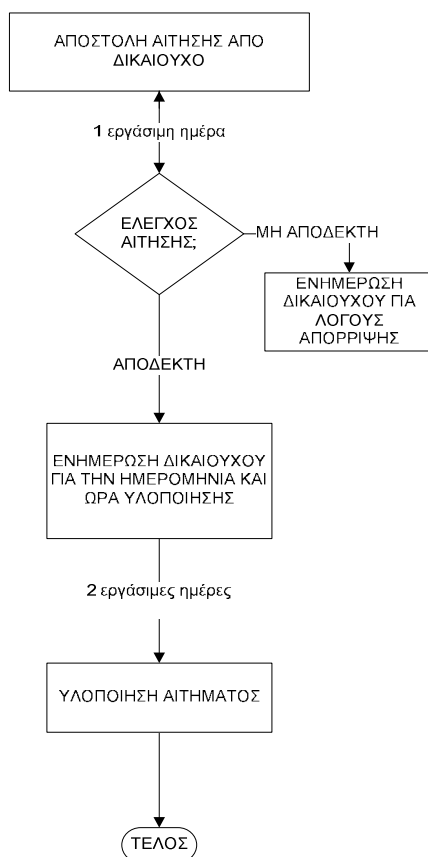 ΑΠΟΣΤΟΛΗ ΑΙΤΗΣΗΣ ΑΠΟ
ΔΙΚΑΙΟΥΧΟ
1 εργάσιμη ημέρα
ΕΛΕΓΧΟΣ
ΑΙΤΗΣΗΣ;
ΜΗ ΑΠΟΔΕΚΤΗ
ΕΝΗΜΕΡΩΣΗ
ΔΙΚΑΙΟΥΧΟΥ ΓΙΑ
ΛΟΓΟΥΣ
ΑΠΟΡΡΙΨΗΣ
ΑΠΟΔΕΚΤΗ
ΕΝΗΜΕΡΩΣΗ ΔΙΚΑΙΟΥΧΟΥ
ΓΙΑ ΤΗΝ ΗΜΕΡΟΜΗΝΙΑ ΚΑΙ
ΩΡΑ ΥΛΟΠΟΙΗΣΗΣ
2 εργάσιμες ημέρες
ΥΛΟΠΟΙΗΣΗ ΑΙΤΗΜΑΤΟΣ
ΤΕΛΟΣ